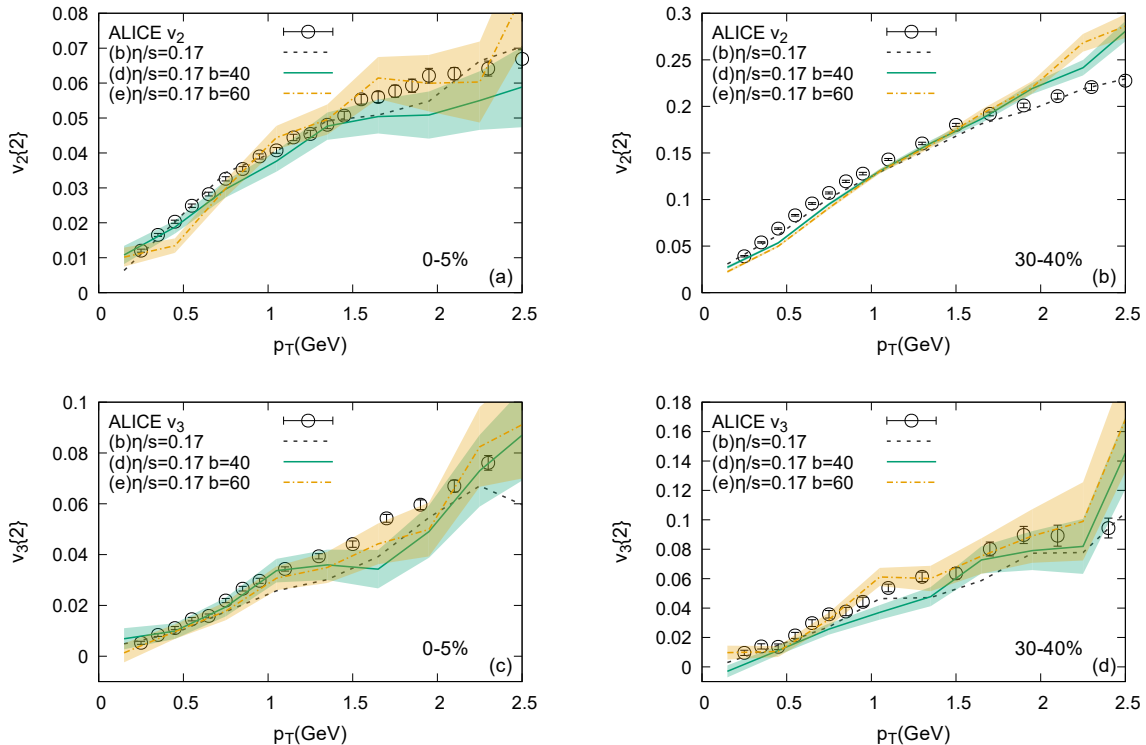 0.08
0.07
0.06
0.05
0.04
0.03
0.02
0.01
0
v2{2}
ALICE v2
(b)η/s=0.17
(d)η/s=0.17 b=40
(e)η/s=0.17 b=60
0-5%
(a)
0 0.5 1 1.5 2 2.5
pT(GeV)
0.3
0.25
0.2
0.15
0.1
0.05
0
v2{2}
ALICE v2
(b)η/s=0.17
(d)η/s=0.17 b=40
(e)η/s=0.17 b=60
30-40%
(b)
0 0.5 1 1.5 2 2.5
pT(GeV)
0.1
0.08
0.06
0.04
0.02
0
v3{2}
ALICE v3
(b)η/s=0.17
(d)η/s=0.17 b=40
(e)η/s=0.17 b=60
0-5%
(c)
0 0.5 1 1.5 2 2.5
pT(GeV)
0.18
0.16
0.14
0.12
0.1
0.08
0.06
0.04
0.02
0
v3{2}
ALICE v3
(b)η/s=0.17
(d)η/s=0.17 b=40
(e)η/s=0.17 b=60
30-40%
(d)
0 0.5 1 1.5 2 2.5
pT(GeV)